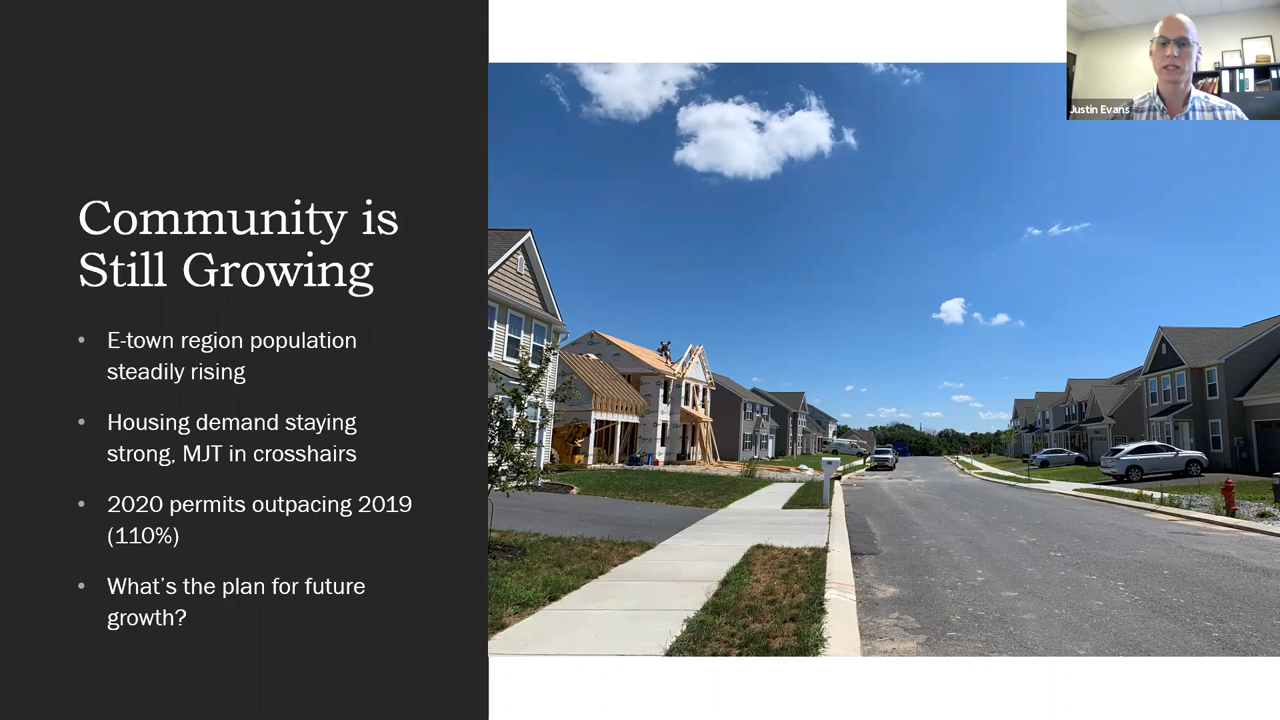 Community is
Still Growing
• E-town region population
steadily rising
• Housing demand staying
strong, MJT in crosshairs
• 2020 permits outpacing 2019
(110%)
• What's the plan for future
growth?
Justin Evans